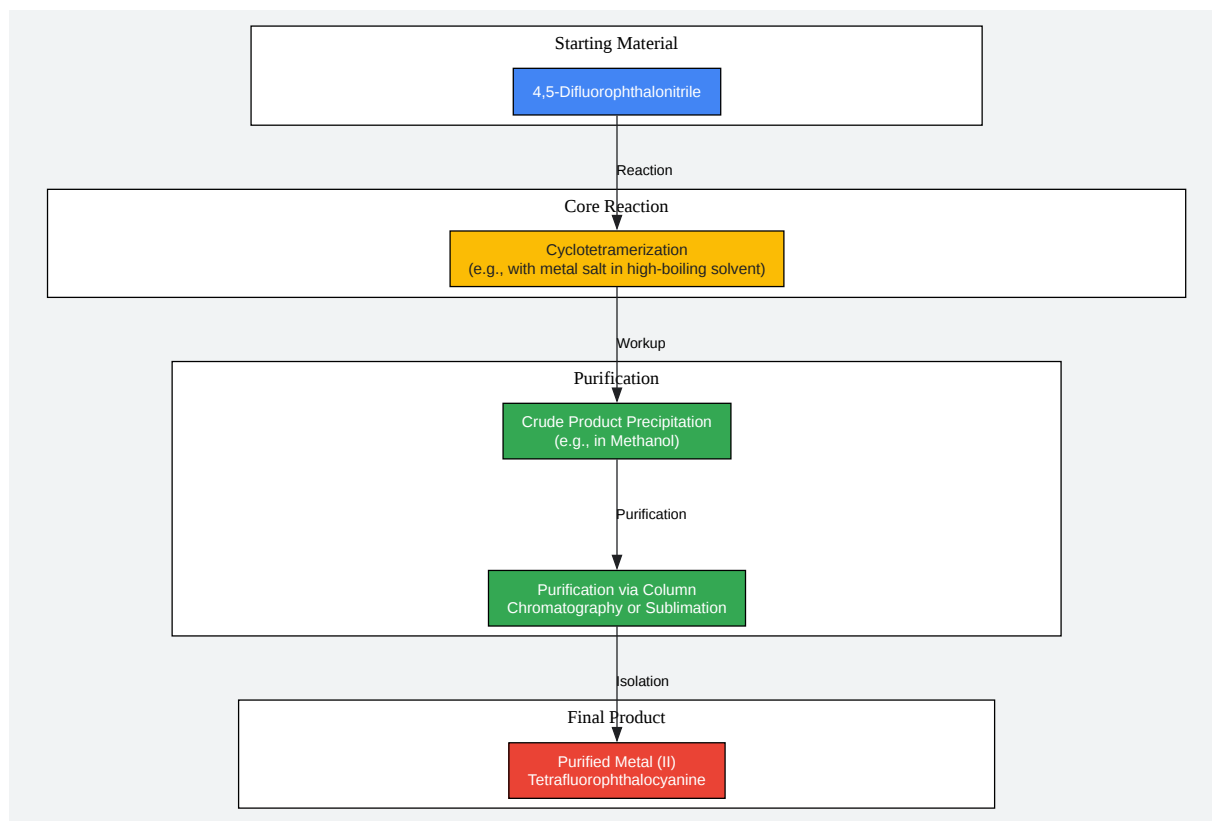 Starting Material
4,5-Difluorophthalonitrile
Reaction
Core Reaction
Cyclotetramerization
(e.g., with metal salt in high-boiling solvent)
Workup
Purification
Crude Product Precipitation
(e.g., in Methanol)
Purification
Purification via Column
Chromatography or Sublimation
Isolation
Final Product
Purified Metal (II)
Tetrafluorophthalocyanine